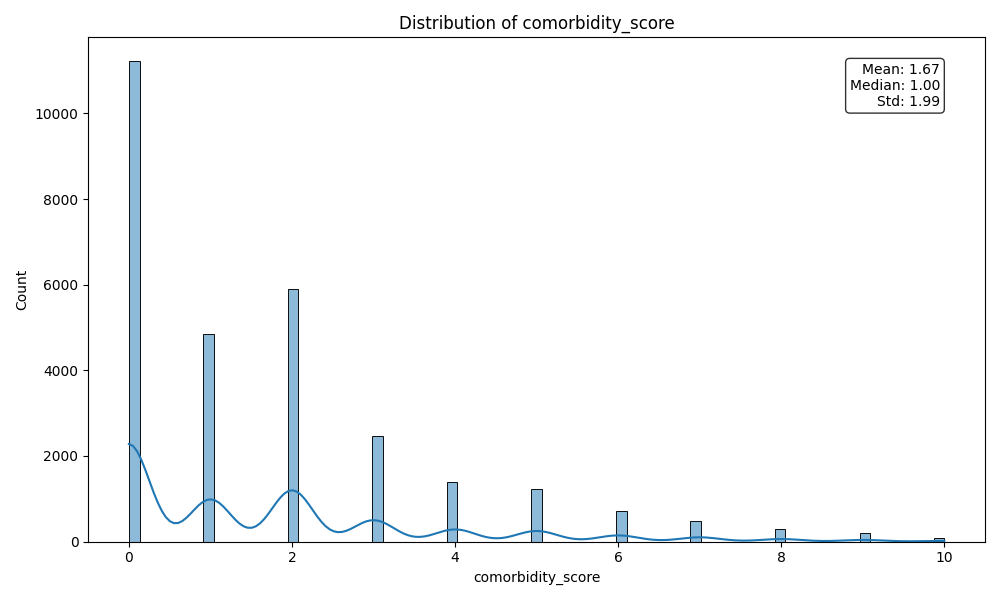 Distribution of comorbidity_score
Mean: 1.67
Median: 1.00
Std: 1.99
Count
10000
8000
6000
4000
2000
0
0 2 4 6 8 10
comorbidity_score